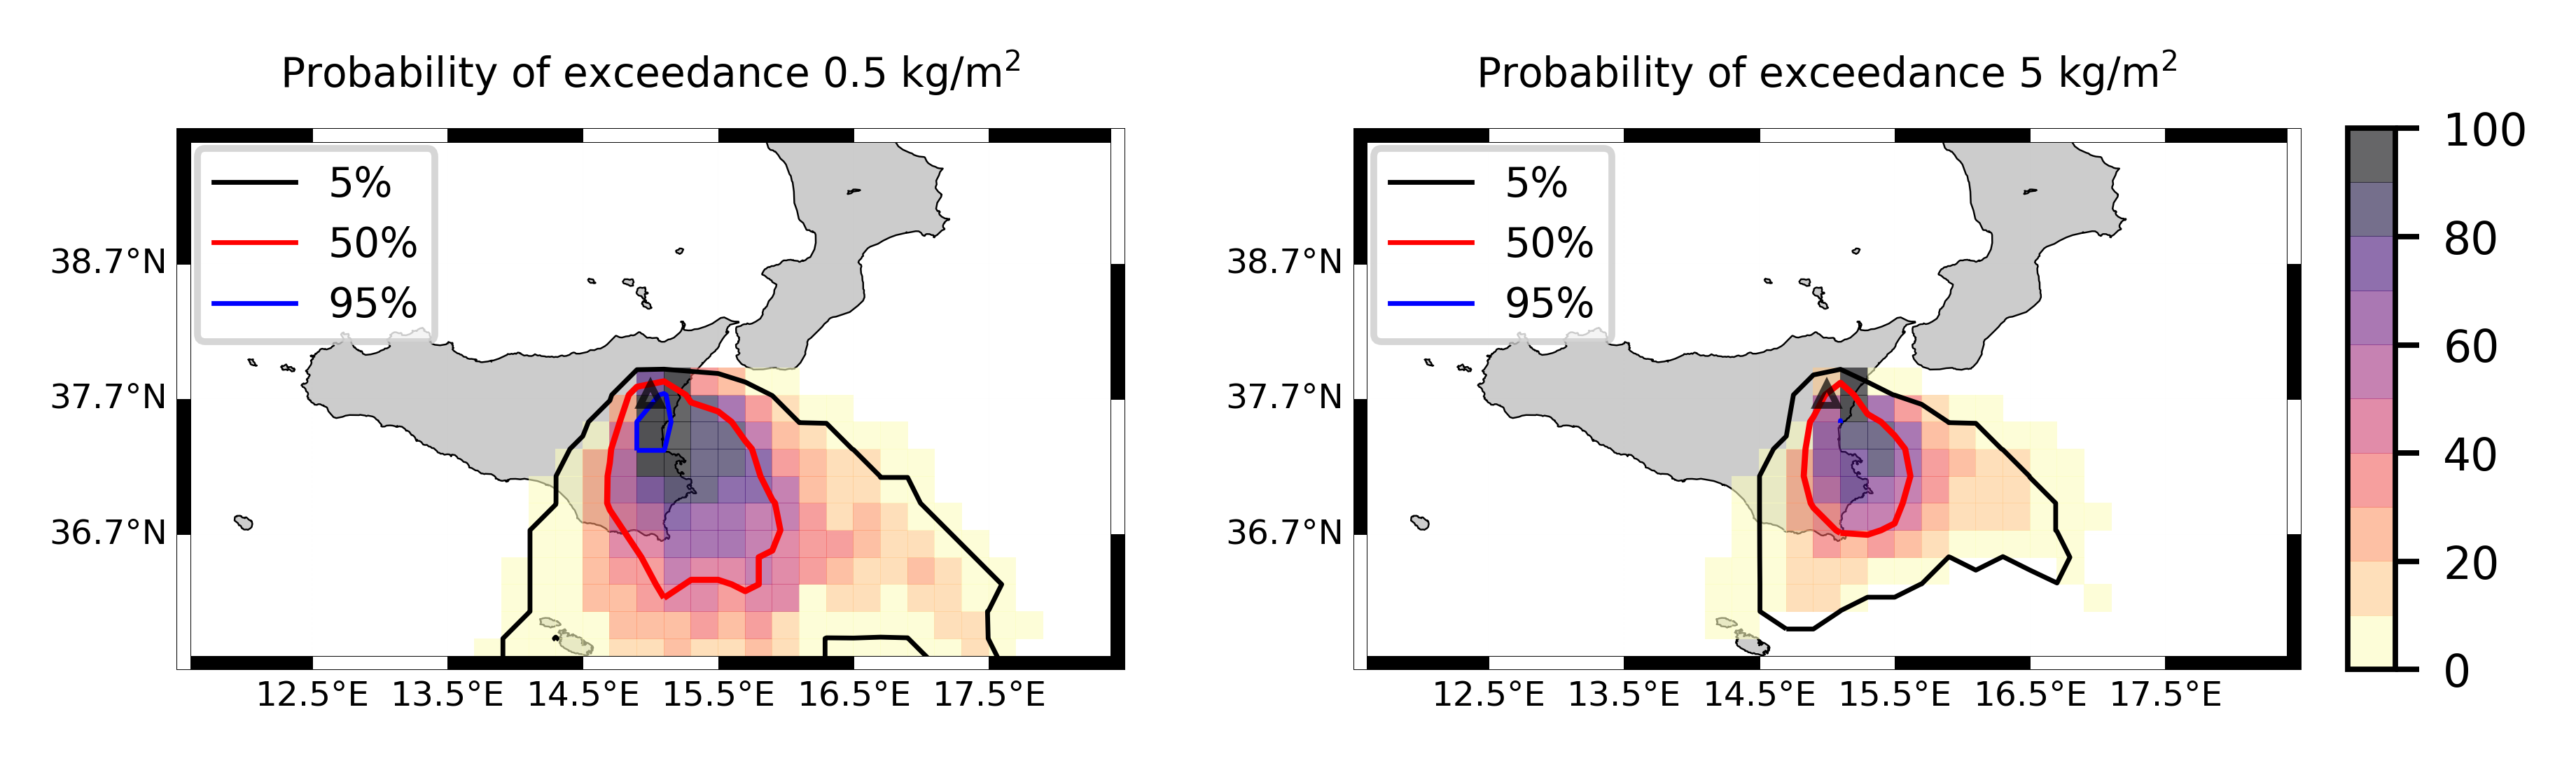 Probability of exceedance 0.5 kg/m²
5%
50%
95%
38.7°N
37.7°N
36.7°N
12.5°E 13.5°E 14.5°E 15.5°E 16.5°E 17.5°E
Probability of exceedance 5 kg/m²
5%
50%
95%
38.7°N
37.7°N
36.7°N
12.5°E 13.5°E 14.5°E 15.5°E 16.5°E 17.5°E
100
80
60
40
20
0